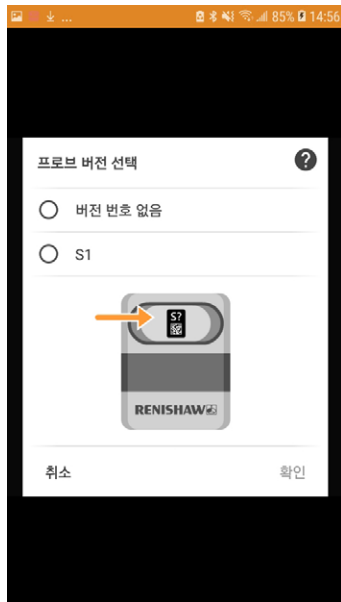 ... 85% 14:56
프로브 버전 선택
?
버전 번호 없음
S1
S?
RENISHAW
취소
확인